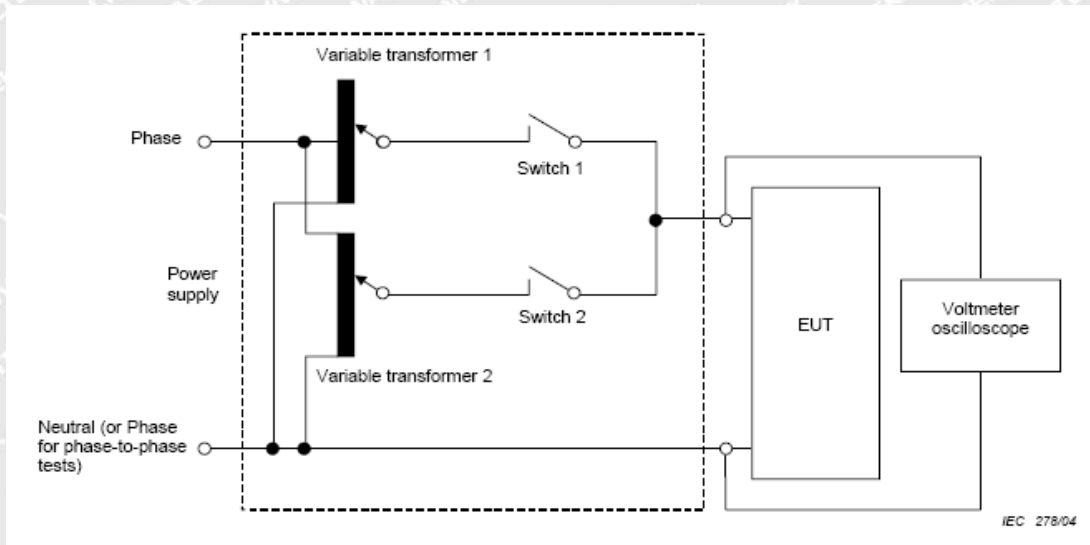 Variable transformer 1
Phase
Switch 1
Power
supply
Switch 2
EUT
Voltmeter
oscilloscope
Variable transformer 2
Neutral (or Phase
for phase-to-phase
tests)
IEC 278/04